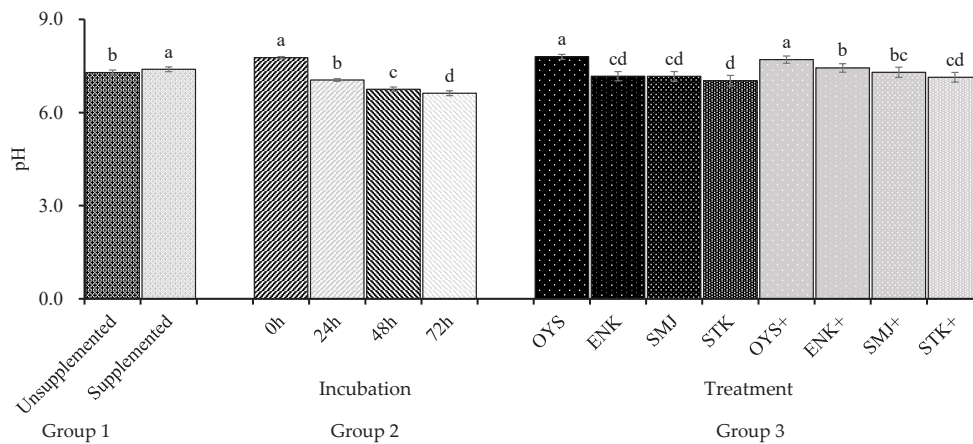 9.0
6.0
3.0
0.0
pH
b
a
a
b
c
d
a
cd
cd
d
a
b
bc
cd
Unsupplemented
Supplemented
0h
24h
48h
72h
OYS
ENK
SMJ
STK
OYS+
ENK+
SMJ+
STK+
Incubation
Treatment
Group 1
Group 2
Group 3